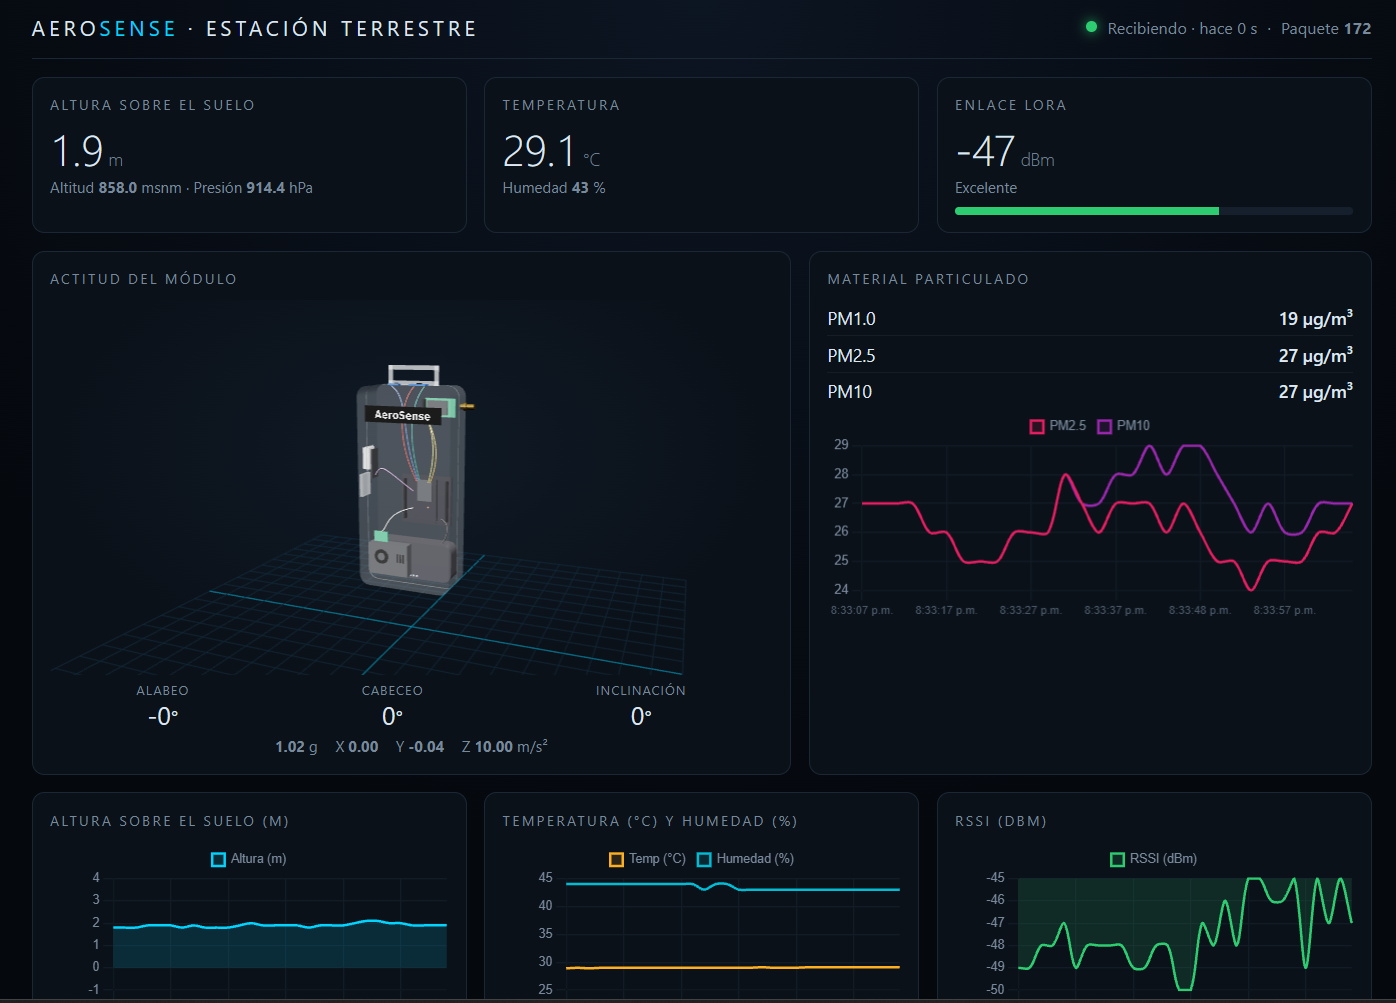 AEROSENSE · ESTACIÓN TERRESTRE
Recibiendo · hace 0 s · Paquete 172
ALTURA SOBRE EL SUELO
1.9 m
Altitud 858.0 msnm · Presión 914.4 hPa
TEMPERATURA
29.1 °C
Humedad 43 %
ENLACE LORA
-47 dBm
Excelente
ACTITUD DEL MÓDULO
AeroSense
ALABEO
-0°
CABECEO
0°
INCLINACIÓN
0°
1.02 g X 0.00 Y -0.04 Z 10.00 m/s²
MATERIAL PARTICULADO
PM1.0 19 µg/m³
PM2.5 27 µg/m³
PM10 27 µg/m³
PM2.5 PM10
29
28
27
26
25
24
8:33:07 p.m. 8:33:17 p.m. 8:33:27 p.m. 8:33:37 p.m. 8:33:48 p.m. 8:33:57 p.m.
ALTURA SOBRE EL SUELO (M)
Altura (m)
4
3
2
1
0
-1
TEMPERATURA (°C) Y HUMEDAD (%)
Temp (°C) Humedad (%)
45
40
35
30
25
RSSI (DBM)
RSSI (dBm)
-45
-46
-47
-48
-49
-50